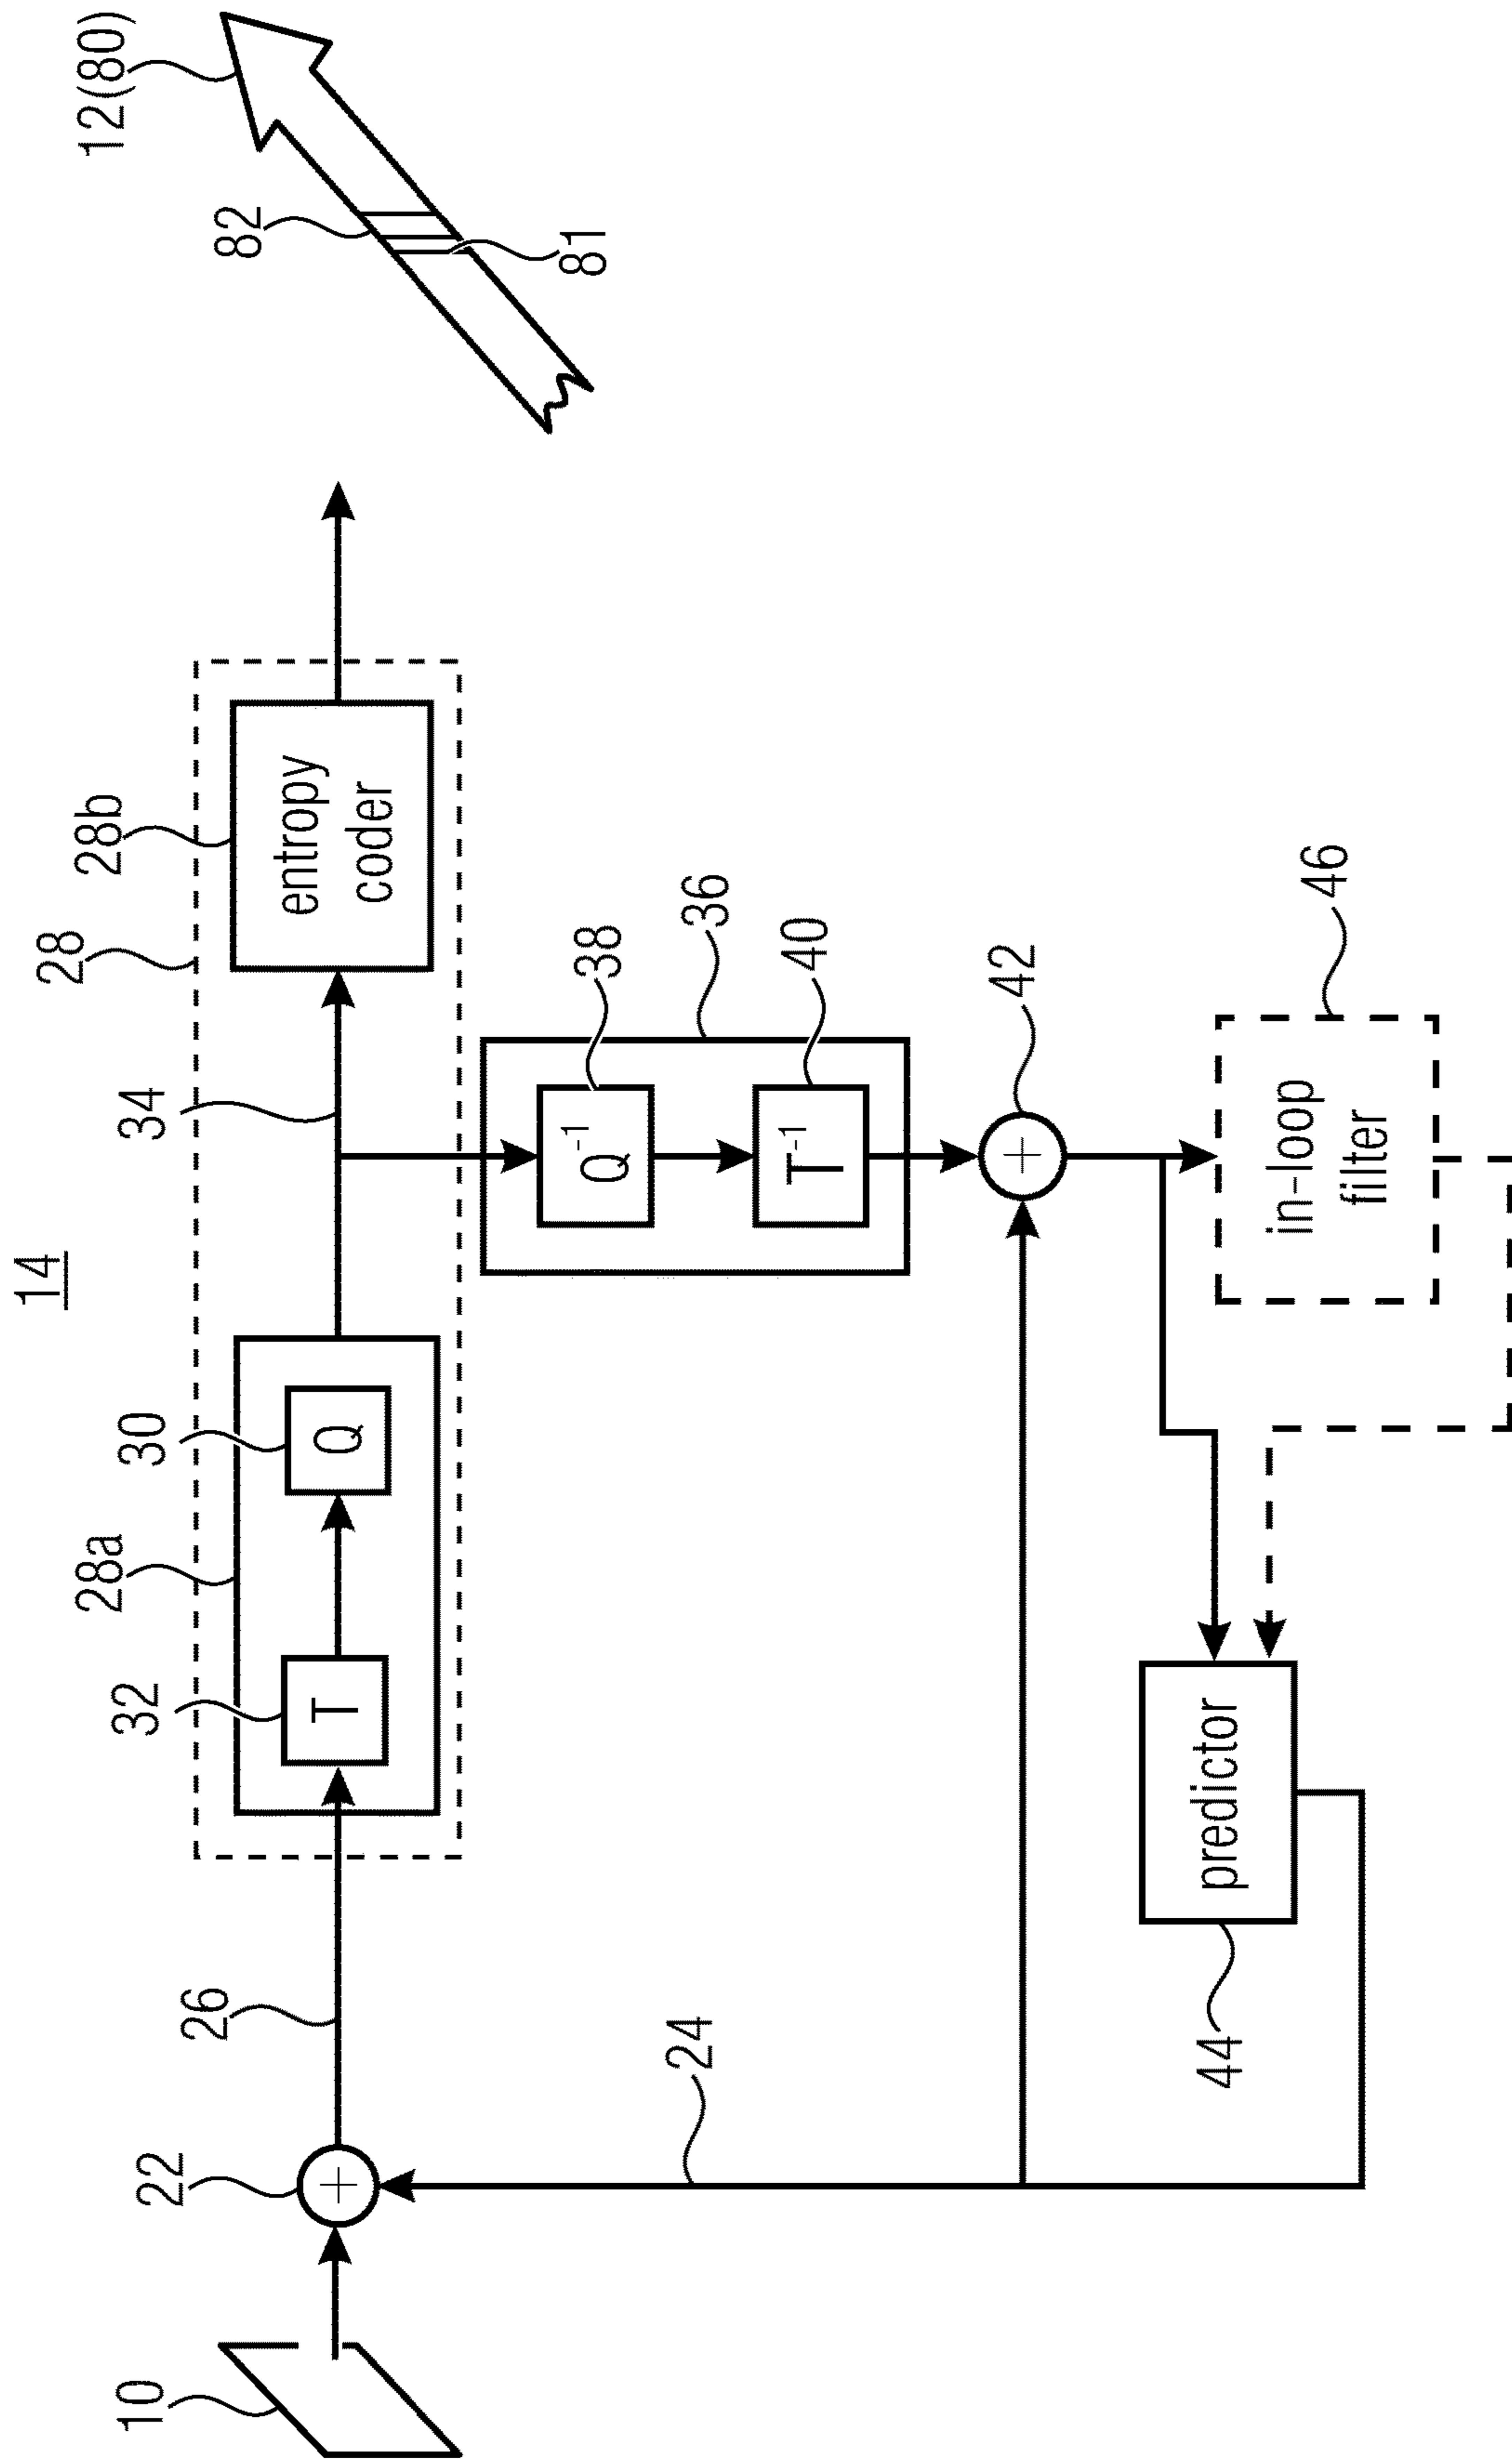 14
10
22
26
32
28a
30
34
28
28b
12(80)
82
81
T
Q
entropy
coder
36
38
40
Q-1
T-1
24
42
44
46
predictor
in-loop
filter
+
+